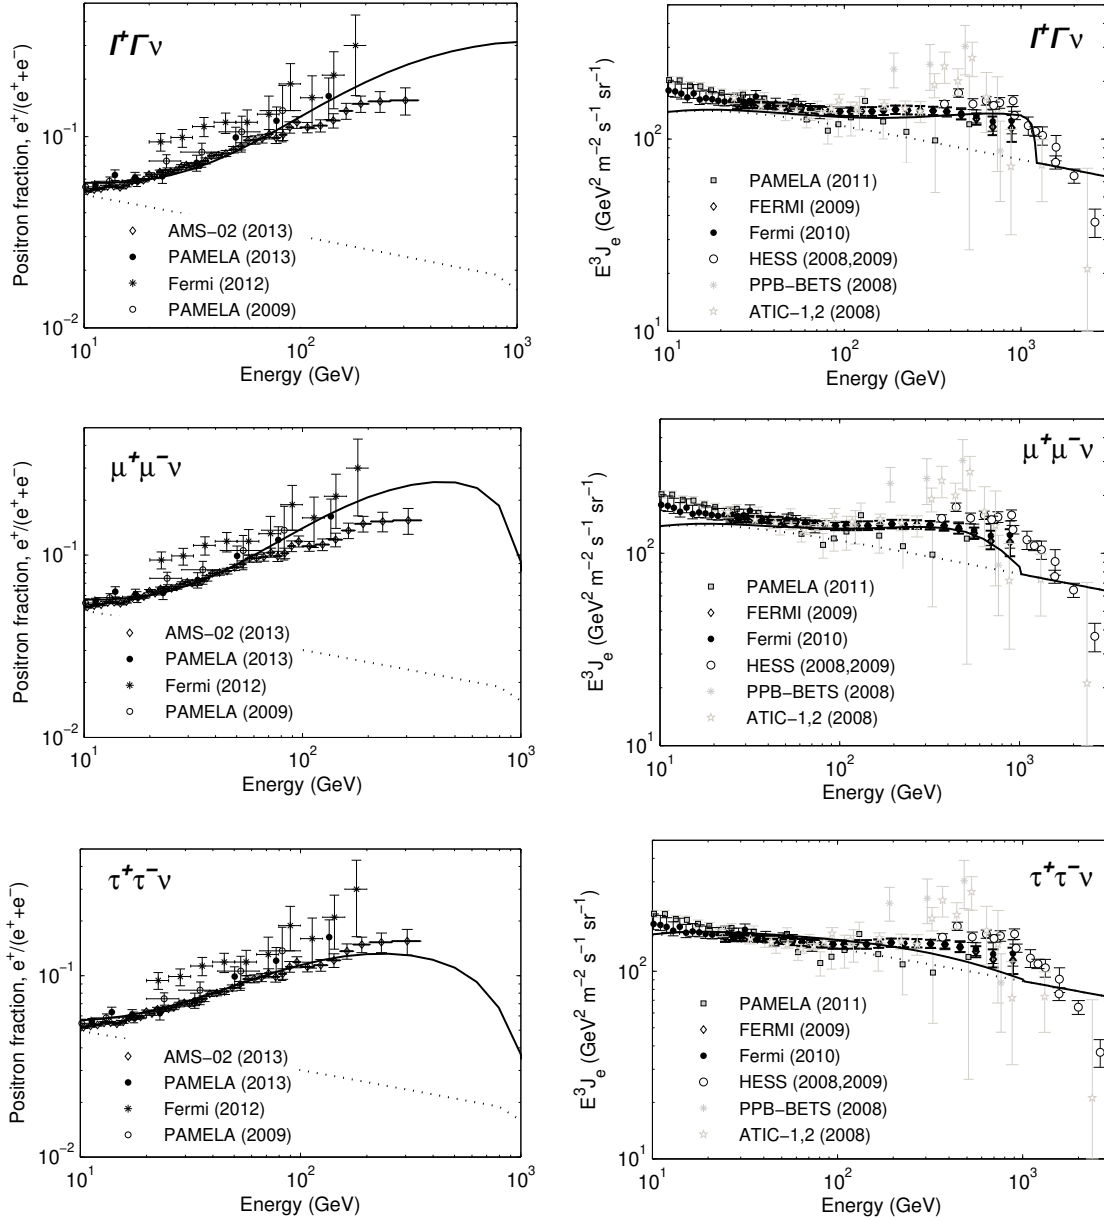 l⁺l⁻ν
Positron fraction, e⁺/(e⁺+e⁻)
10⁻¹
10⁻²
AMS−02 (2013)
PAMELA (2013)
Fermi (2012)
PAMELA (2009)
10¹ 10² 10³
Energy (GeV)
l⁺l⁻ν
E³Jₑ (GeV² m⁻² s⁻¹ sr⁻¹)
10²
10¹
PAMELA (2011)
FERMI (2009)
Fermi (2010)
HESS (2008,2009)
PPB−BETS (2008)
ATIC−1,2 (2008)
10¹ 10² 10³
Energy (GeV)
μ⁺μ⁻ν
Positron fraction, e⁺/(e⁺+e⁻)
10⁻¹
10⁻²
AMS−02 (2013)
PAMELA (2013)
Fermi (2012)
PAMELA (2009)
10¹ 10² 10³
Energy (GeV)
μ⁺μ⁻ν
E³Jₑ (GeV² m⁻² s⁻¹ sr⁻¹)
10²
10¹
PAMELA (2011)
FERMI (2009)
Fermi (2010)
HESS (2008,2009)
PPB−BETS (2008)
ATIC−1,2 (2008)
10¹ 10² 10³
Energy (GeV)
τ⁺τ⁻ν
Positron fraction, e⁺/(e⁺+e⁻)
10⁻¹
10⁻²
AMS−02 (2013)
PAMELA (2013)
Fermi (2012)
PAMELA (2009)
10¹ 10² 10³
Energy (GeV)
τ⁺τ⁻ν
E³Jₑ (GeV² m⁻² s⁻¹ sr⁻¹)
10²
10¹
PAMELA (2011)
FERMI (2009)
Fermi (2010)
HESS (2008,2009)
PPB−BETS (2008)
ATIC−1,2 (2008)
10¹ 10² 10³
Energy (GeV)